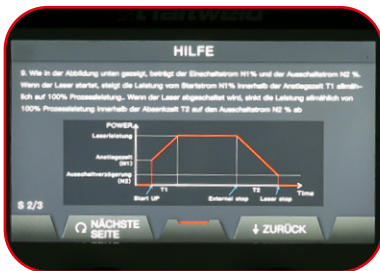 HILFE
9. Wie in der Abbildung unten gezeigt, beträgt der Einschaltstrom N1% und der Ausschaltstrom N2 %.
Wenn der Laser startet, steigt die Leistung vom Startstrom N1% innerhalb der Anstiegszeit T1 allmäh-
lich auf 100% Prozessleistung.. Wenn der Laser abgeschaltet wird, sinkt die Leistung allmählich von
100% Prozessleistung innerhalb der Absenkzeit T2 auf den Ausschaltstrom N2 % ab
POWER
Laserleistung
Anstiegszeit
(N1)
Ausschaltverzögerung
(N2)
T1
T2
Time
Start UP
External stop
Laser stop
S 2/3
NÄCHSTE
SEITE
ZURÜCK